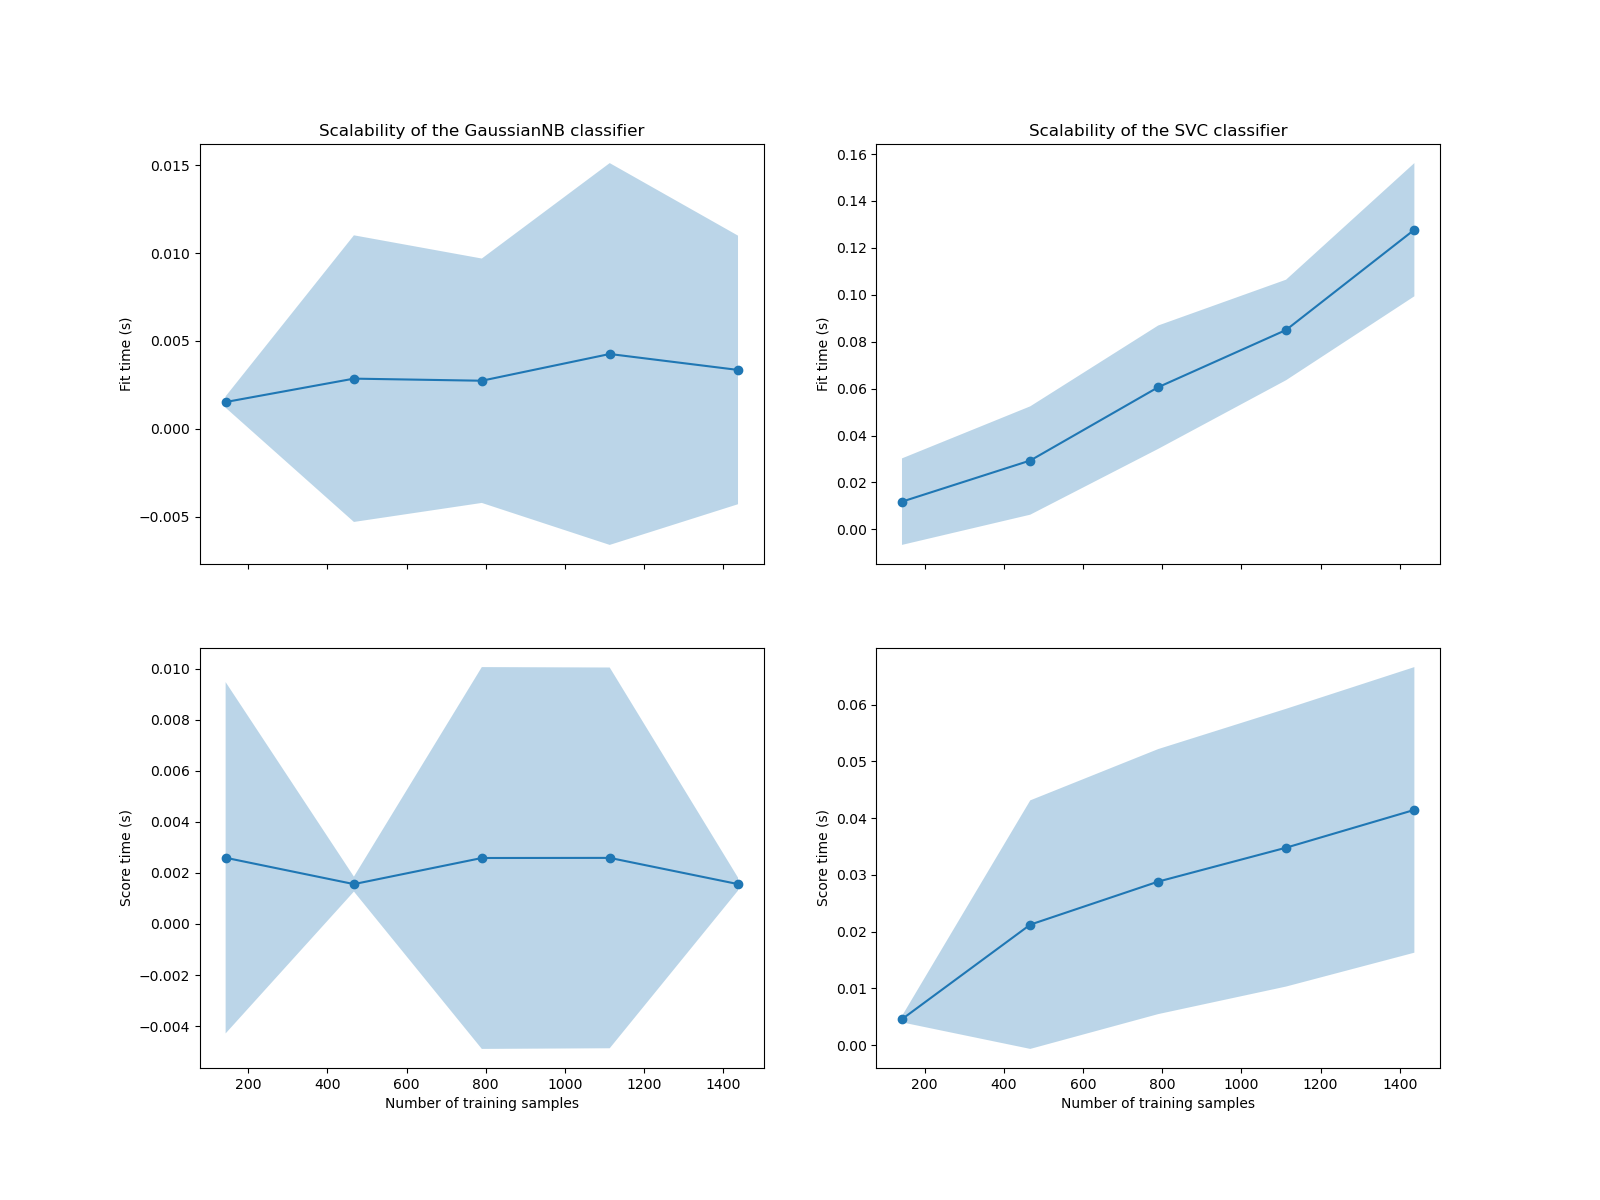 Scalability of the GaussianNB classifier
0.015
0.010
0.005
0.000
−0.005
Fit time (s)
Scalability of the SVC classifier
0.16
0.14
0.12
0.10
0.08
0.06
0.04
0.02
0.00
Fit time (s)
0.010
0.008
0.006
0.004
0.002
0.000
−0.002
−0.004
Score time (s)
200 400 600 800 1000 1200 1400
Number of training samples
0.06
0.05
0.04
0.03
0.02
0.01
0.00
Score time (s)
200 400 600 800 1000 1200 1400
Number of training samples